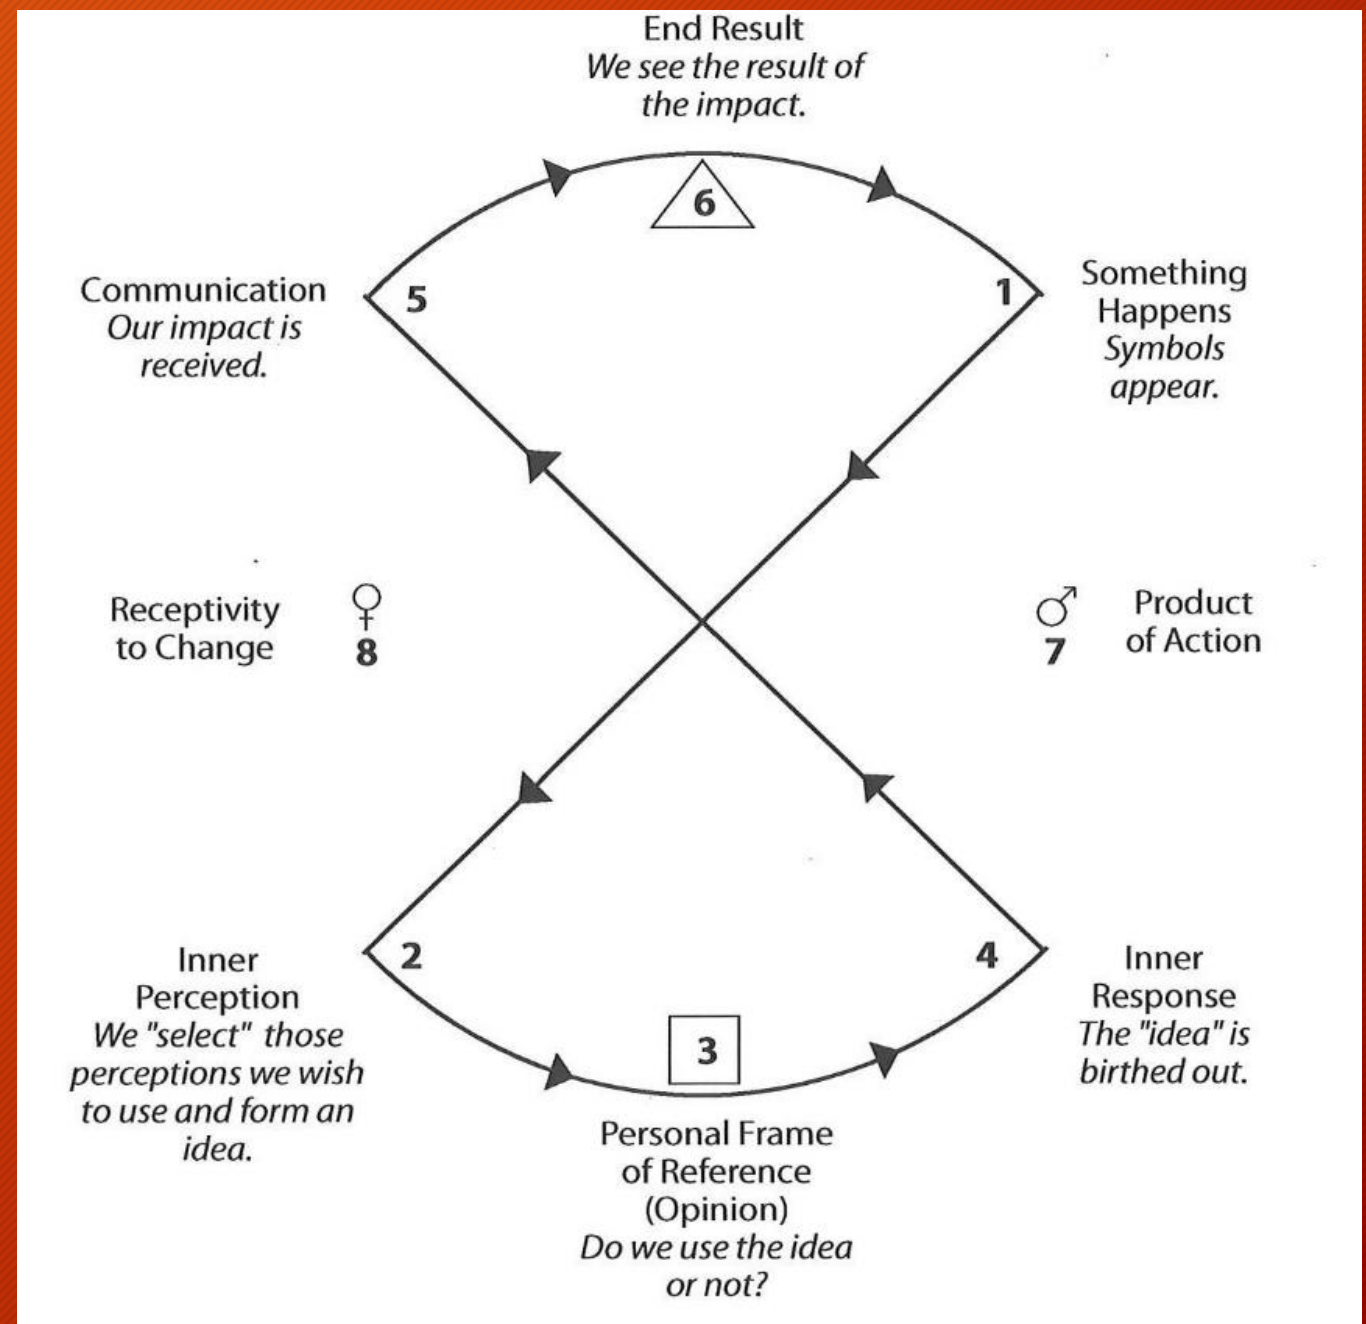 End Result
We see the result of
the impact.
6
Communication
Our impact is
received.
5
1
Something
Happens
Symbols
appear.
Receptivity
to Change
♀
8
♂
7
Product
of Action
Inner
Perception
We "select" those
perceptions we wish
to use and form an
idea.
2
3
4
Inner
Response
The "idea" is
birthed out.
Personal Frame
of Reference
(Opinion)
Do we use the idea
or not?